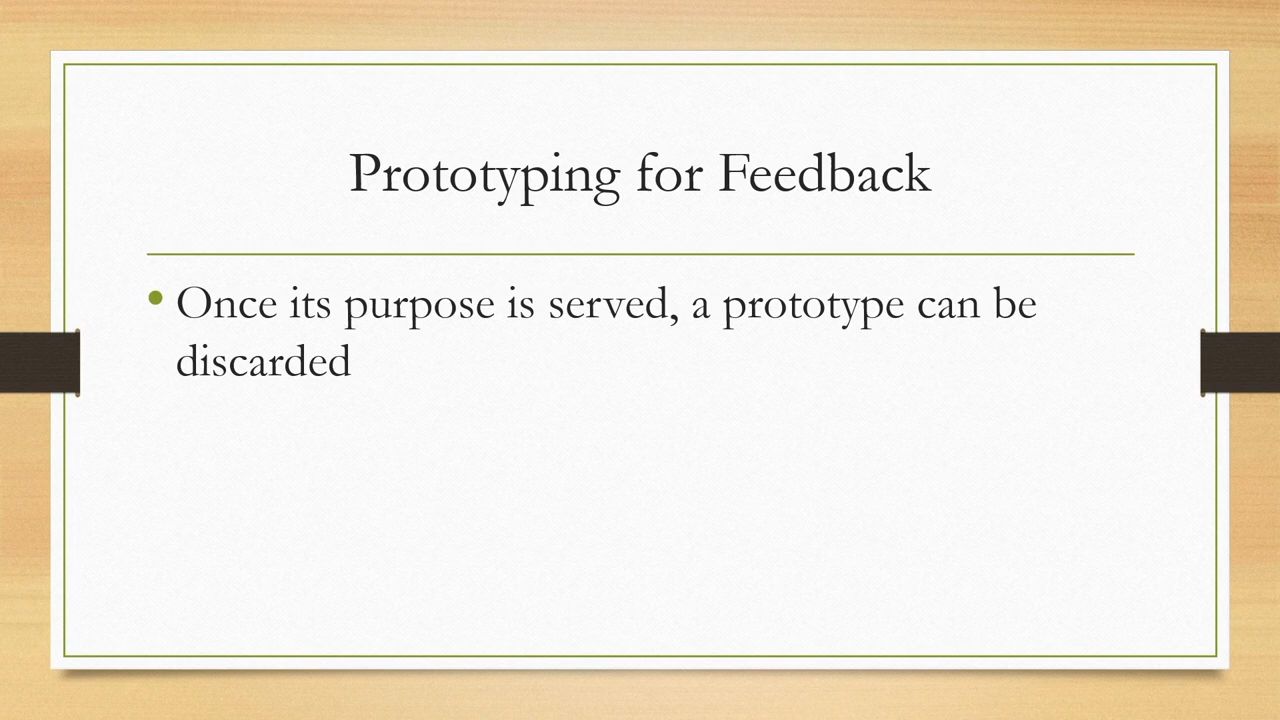 Prototyping for Feedback
• Once its purpose is served, a prototype can be
discarded